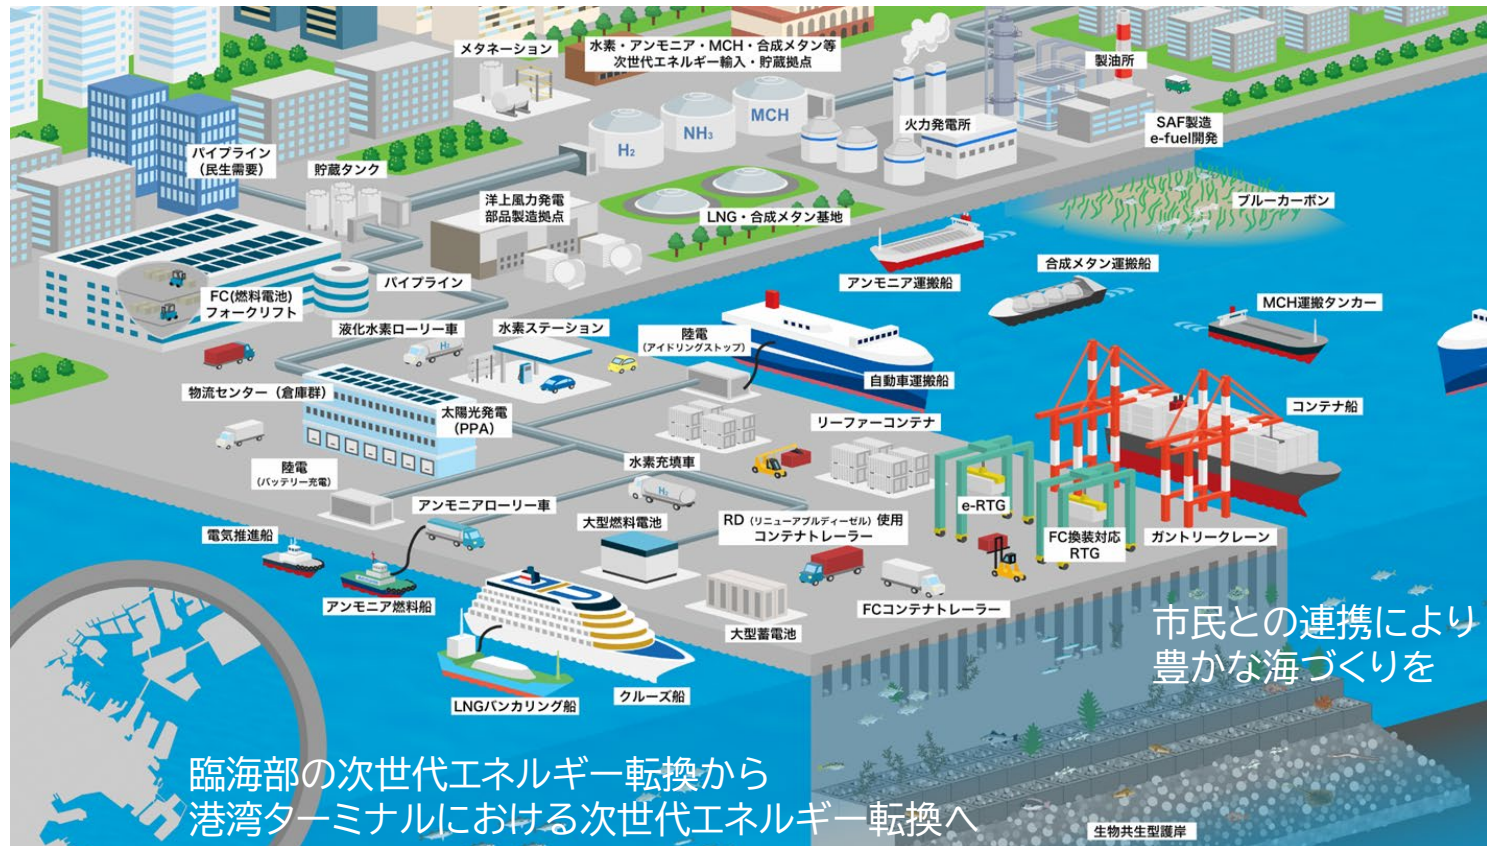 メタネーション
水素・アンモニア・MCH・合成メタン等
次世代エネルギー輸入・貯蔵拠点
製油所
MCH
NH₃
H₂
火力発電所
SAF製造
e-fuel開発
パイプライン
(民生需要)
貯蔵タンク
洋上風力発電
部品製造拠点
LNG・合成メタン基地
ブルーカーボン
アンモニア運搬船
合成メタン運搬船
MCH運搬タンカー
パイプライン
FC(燃料電池)
フォークリフト
液化水素ローリー車
H₂
水素ステーション
陸電
(アイドリングストップ)
自動車運搬船
物流センター(倉庫群)
太陽光発電
(PPA)
リーファーコンテナ
コンテナ船
陸電
(バッテリー充電)
水素充填車
H₂
アンモニアローリー車
大型燃料電池
RD(リニューアブルディーゼル)使用
コンテナトレーラー
e-RTG
FC換装対応
RTG
ガントリークレーン
電気推進船
アンモニア燃料船
FCコンテナトレーラー
大型蓄電池
LNGバンカリング船
クルーズ船
市民との連携により
豊かな海づくりを
臨海部の次世代エネルギー転換から
港湾ターミナルにおける次世代エネルギー転換へ
生物共生型護岸